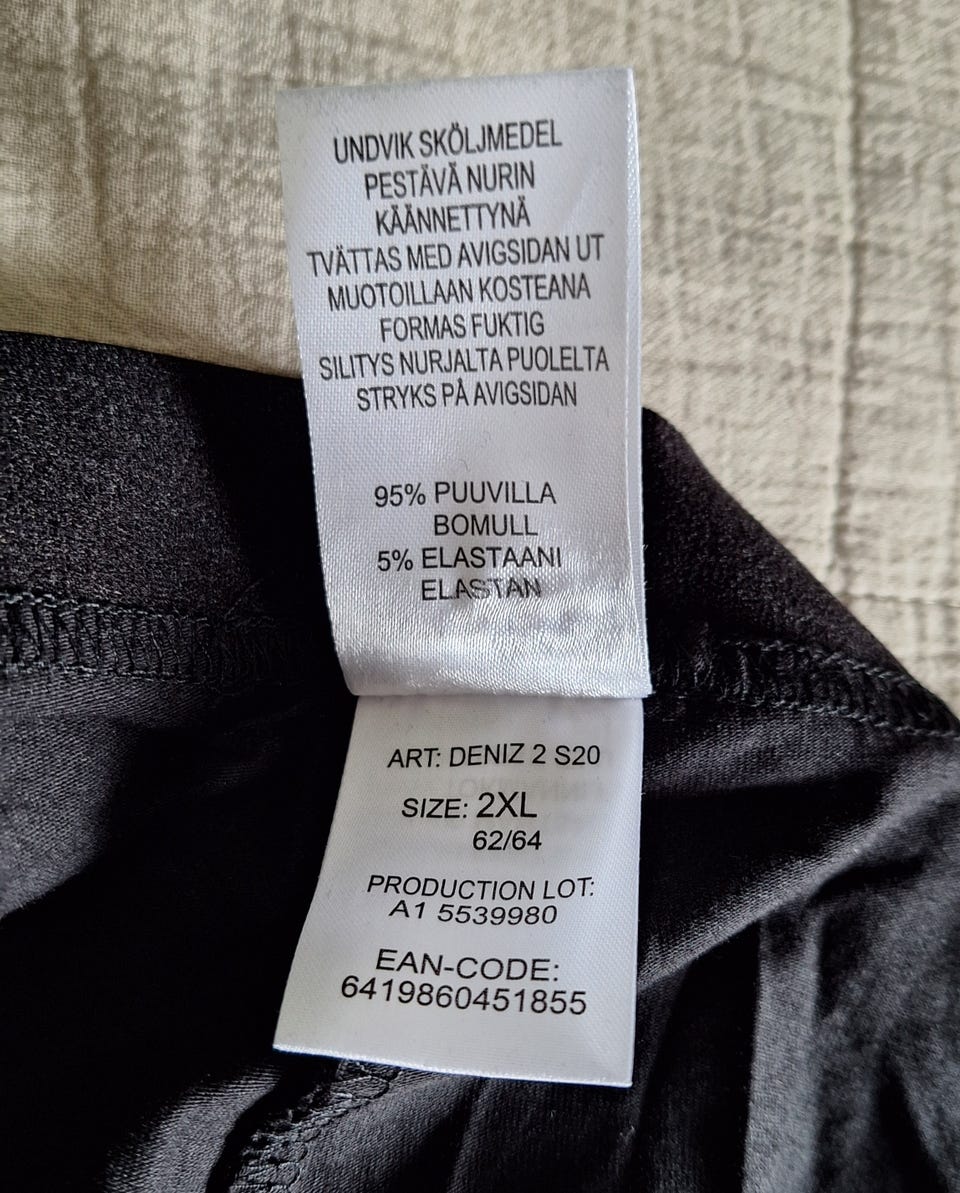 UNDVIK SKÖLJMEDEL
PESTÄVÄ NURIN
KÄÄNNETTYNÄ
TVÄTTAS MED AVIGSIDAN UT
MUOTOILLAAN KOSTEANA
FORMAS FUKTIG
SILITYS NURJALTA PUOLELTA
STRYKS PÅ AVIGSIDAN
95% PUUVILLA
BOMULL
5% ELASTAANI
ELASTAN
ART: DENIZ 2 S20
SIZE: 2XL
62/64
PRODUCTION LOT:
A1 5539980
EAN-CODE:
6419860451855